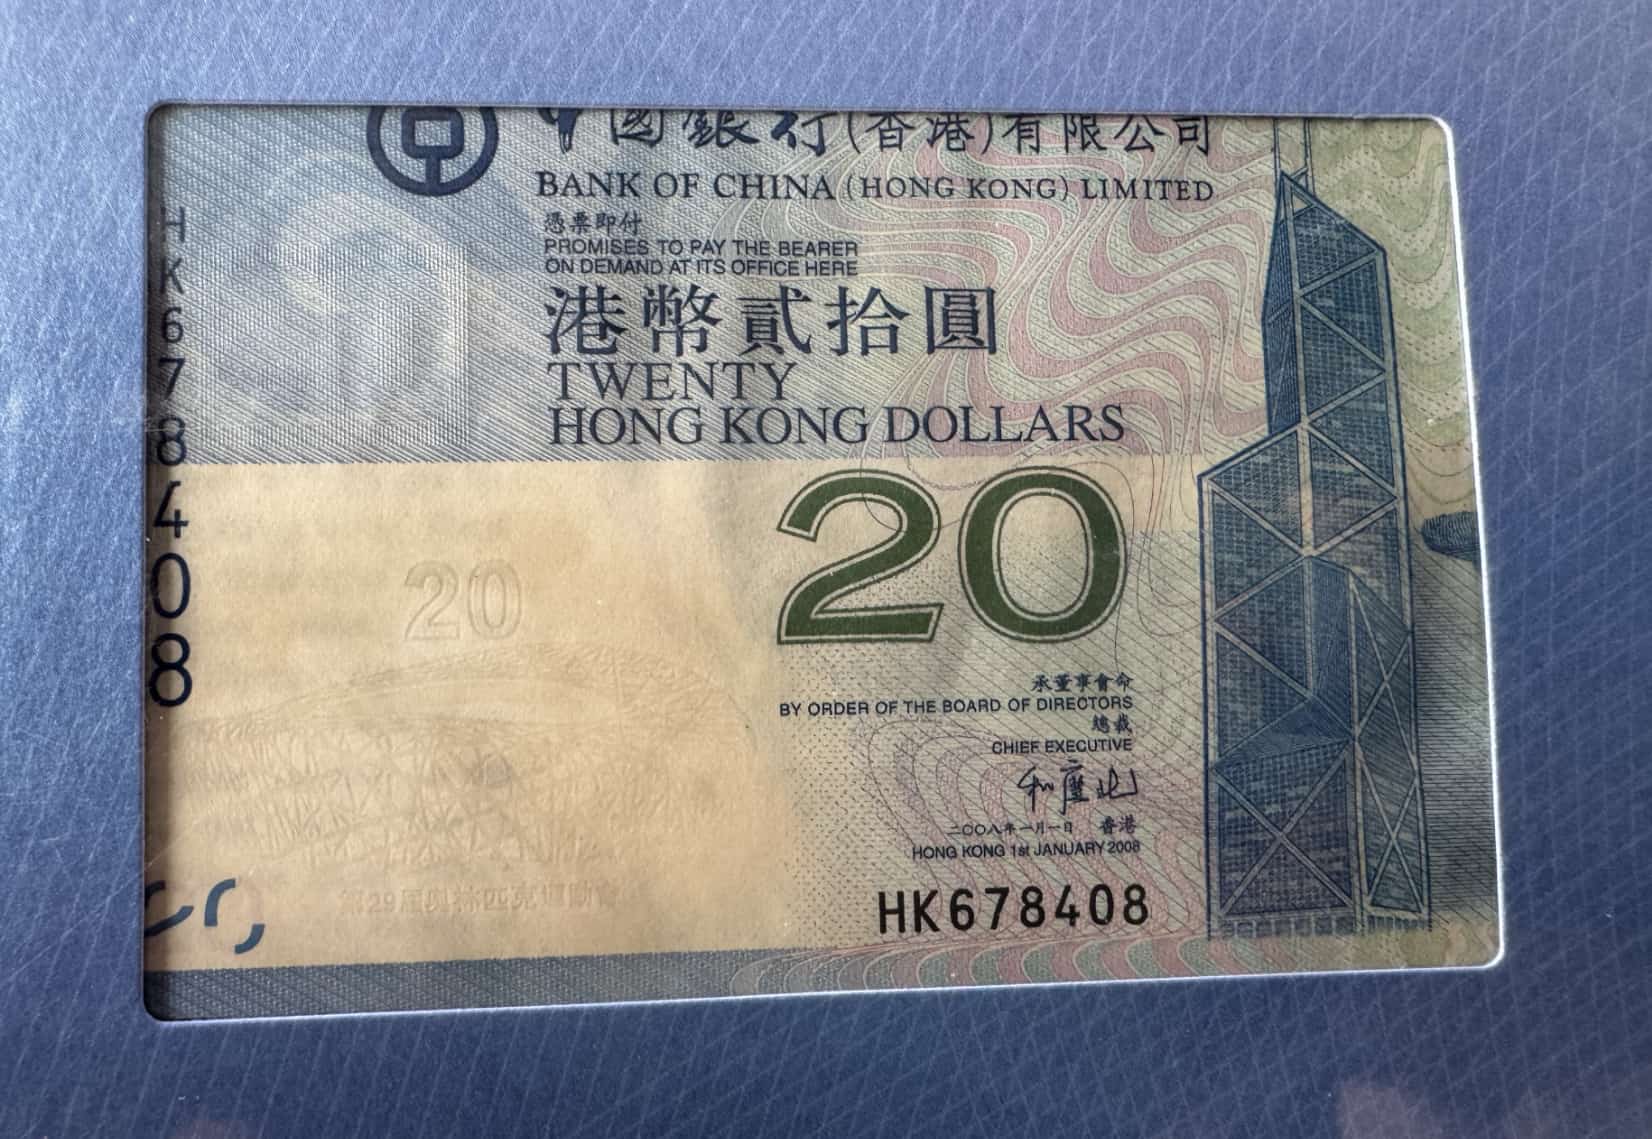 中國銀行(香港)有限公司
BANK OF CHINA (HONG KONG) LIMITED
憑票即付
PROMISES TO PAY THE BEARER
ON DEMAND AT ITS OFFICE HERE
港幣貳拾圓
TWENTY
HONG KONG DOLLARS
HK678408
20
20
承董事會命
BY ORDER OF THE BOARD OF DIRECTORS
總裁
CHIEF EXECUTIVE
二〇〇八年一月一日 香港
HONG KONG 1st JANUARY 2008
HK678408
第29屆奧林匹克運動會